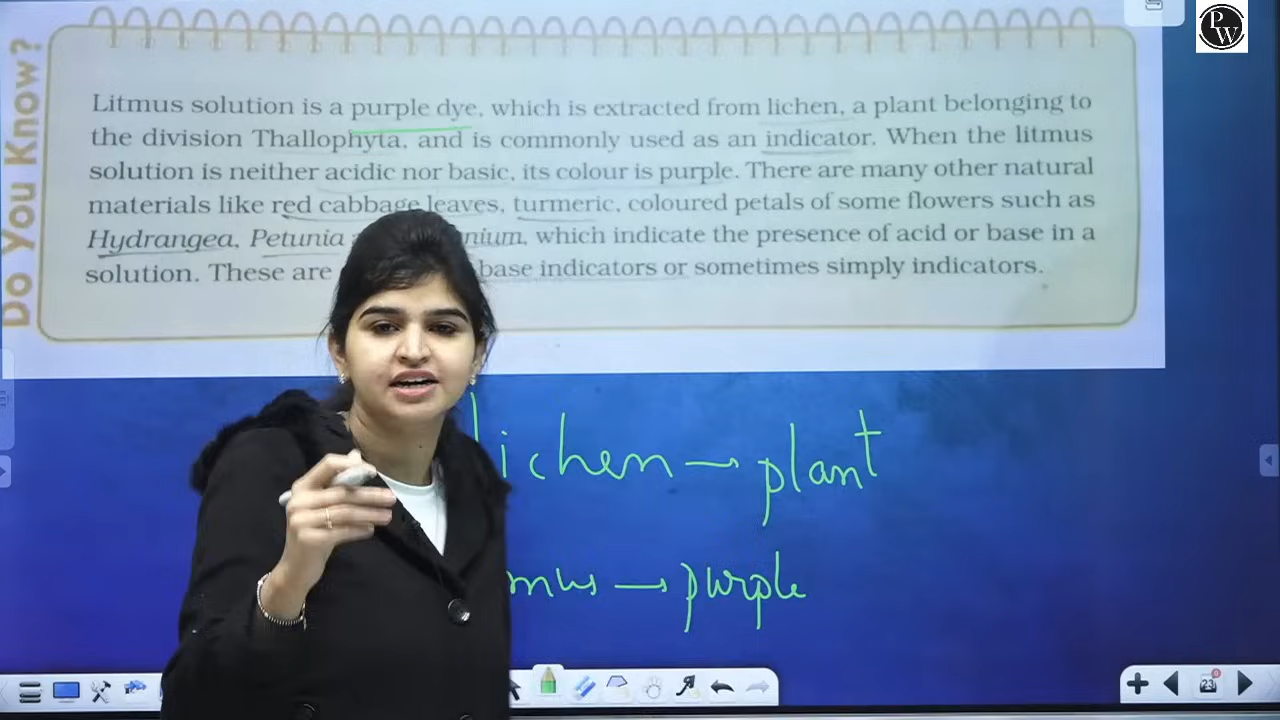 Do You Know?
Litmus solution is a purple dye, which is extracted from lichen, a plant belonging to
the division Thallophyta, and is commonly used as an indicator. When the litmus
solution is neither acidic nor basic, its colour is purple. There are many other natural
materials like red cabbage leaves, turmeric, coloured petals of some flowers such as
Hydrangea, Petunia nium, which indicate the presence of acid or base in a
solution. These are base indicators or sometimes simply indicators.
lichen → plant
mus → purple
PW
23